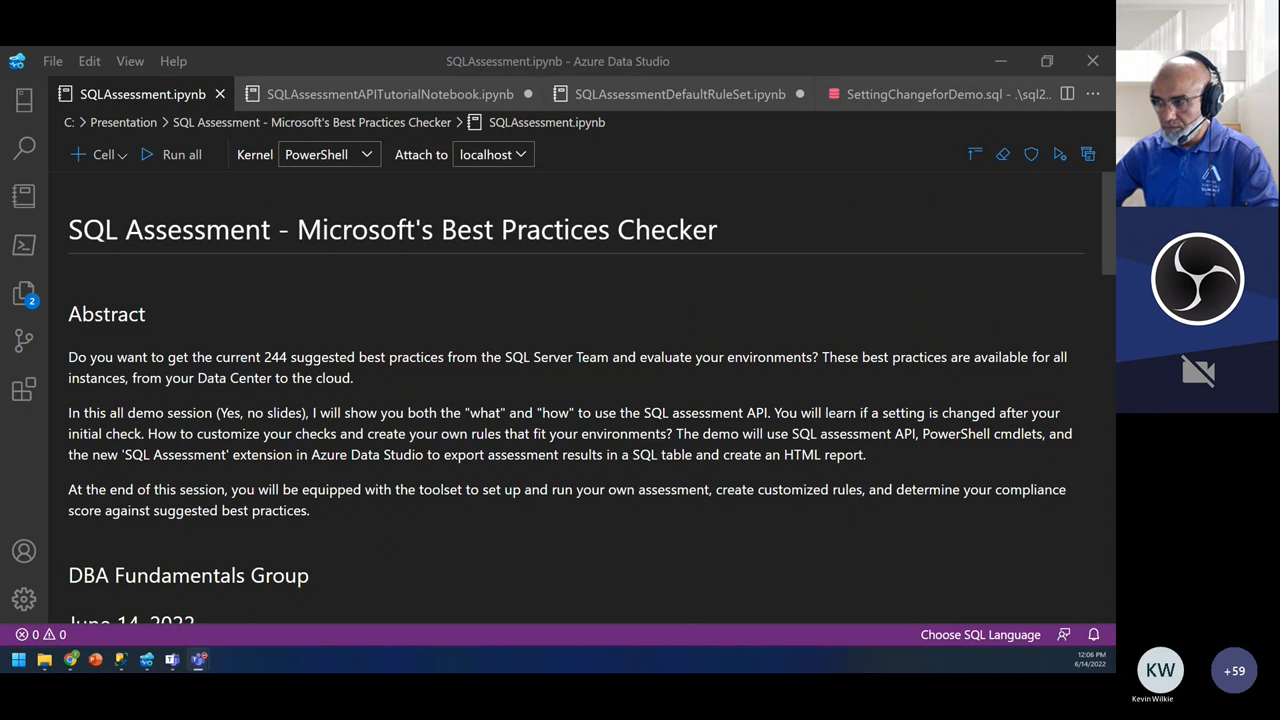 File Edit View Help
SQLAssessment.ipynb - Azure Data Studio
SQLAssessment.ipynb
SQLAssessmentAPITutorialNotebook.ipynb
SQLAssessmentDefaultRuleSet.ipynb
SettingChangeforDemo.sql - .\sql2..
C: > Presentation > SQL Assessment - Microsoft's Best Practices Checker > SQLAssessment.ipynb
Cell Run all Kernel PowerShell Attach to localhost
SQL Assessment - Microsoft's Best Practices Checker
Abstract
Do you want to get the current 244 suggested best practices from the SQL Server Team and evaluate your environments? These best practices are available for all
instances, from your Data Center to the cloud.
In this all demo session (Yes, no slides), I will show you both the "what" and "how" to use the SQL assessment API. You will learn if a setting is changed after your
initial check. How to customize your checks and create your own rules that fit your environments? The demo will use SQL assessment API, PowerShell cmdlets, and
the new 'SQL Assessment' extension in Azure Data Studio to export assessment results in a SQL table and create an HTML report.
At the end of this session, you will be equipped with the toolset to set up and run your own assessment, create customized rules, and determine your compliance
score against suggested best practices.
DBA Fundamentals Group
June 14, 2022
2
0 0
Choose SQL Language
12:06 PM
6/14/2022
KW
Kevin Wilkie
+59